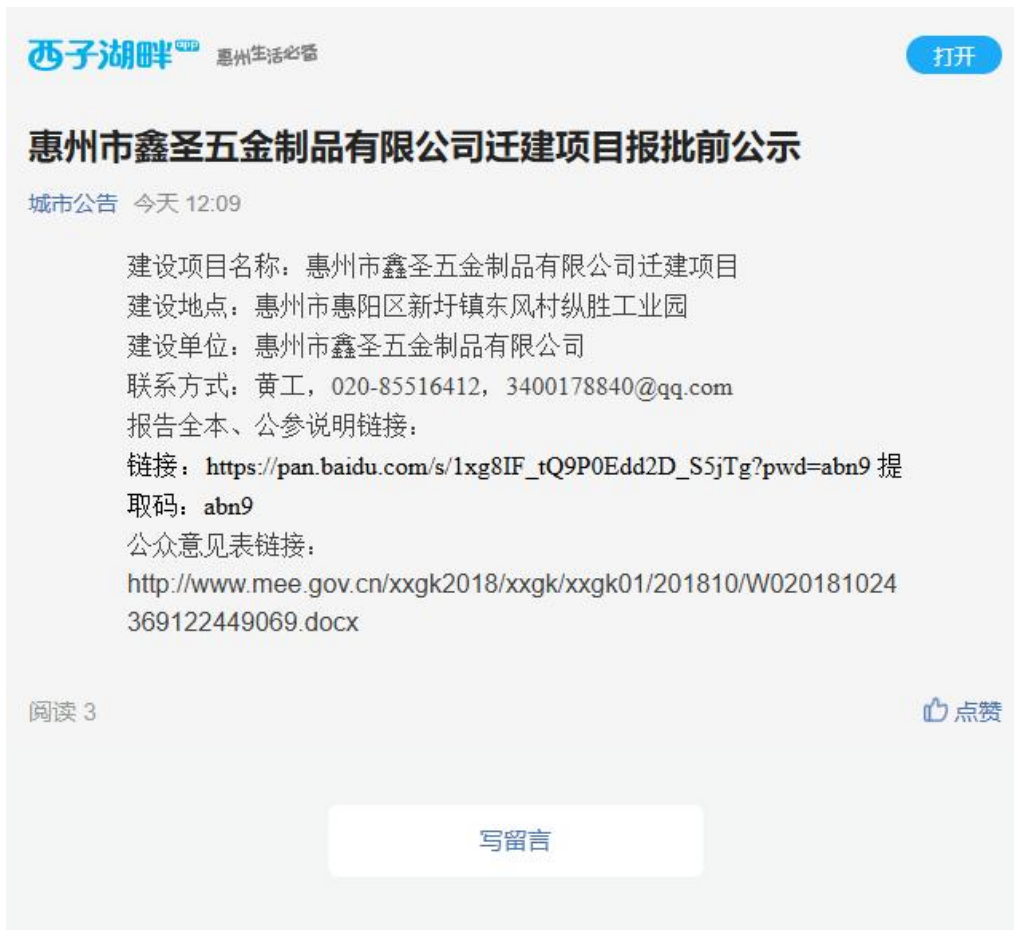 西子湖畔app 惠州生活必备
打开
惠州市鑫圣五金制品有限公司迁建项目报批前公示
城市公告 今天 12:09
建设项目名称：惠州市鑫圣五金制品有限公司迁建项目
建设地点：惠州市惠阳区新圩镇东风村纵胜工业园
建设单位：惠州市鑫圣五金制品有限公司
联系方式：黄工，020-85516412，3400178840@qq.com
报告全本、公参说明链接：
链接：https://pan.baidu.com/s/1xg8IF_tQ9P0Edd2D_S5jTg?pwd=abn9 提
取码：abn9
公众意见表链接：
http://www.mee.gov.cn/xxgk2018/xxgk/xxgk01/201810/W020181024
369122449069.docx
阅读 3
点赞
写留言